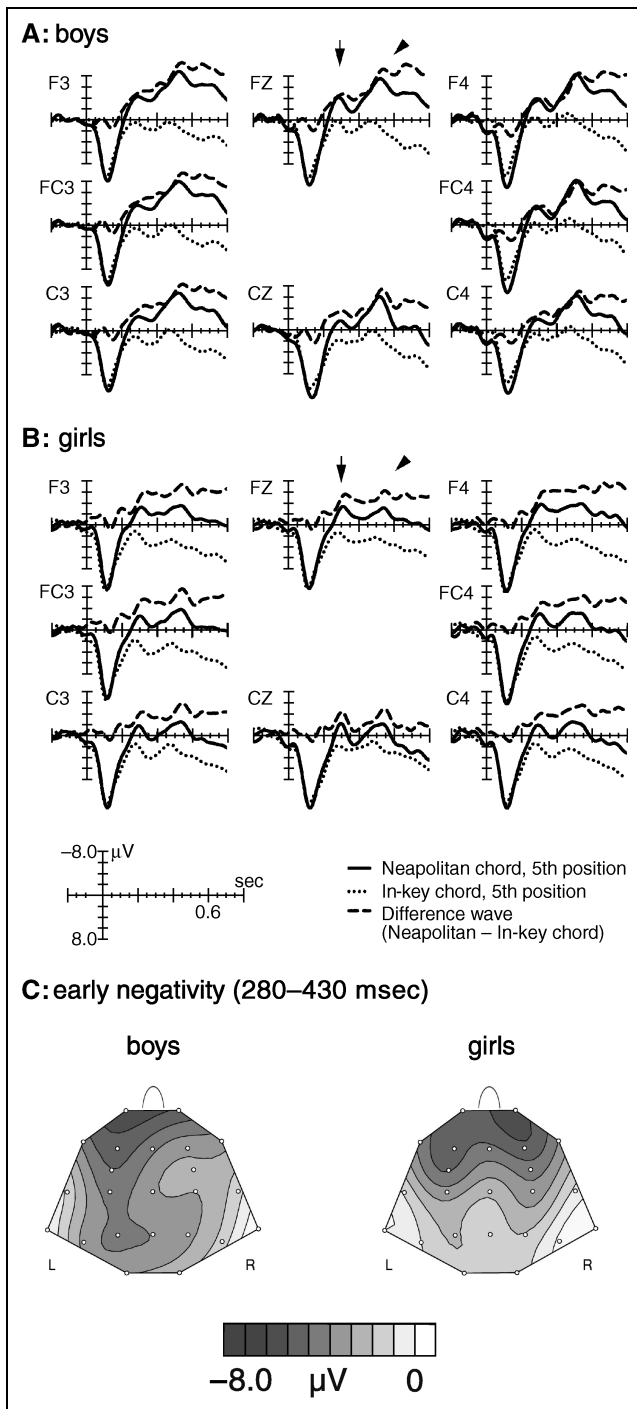 A: boys
F3 FZ F4
FC3 FC4
C3 CZ C4
B: girls
F3 FZ F4
FC3 FC4
C3 CZ C4
−8.0 μV
sec
0.6
8.0
Neapolitan chord, 5th position
In-key chord, 5th position
Difference wave
(Neapolitan – In-key chord)
C: early negativity (280–430 msec)
boys girls
L R L R
−8.0 μV 0